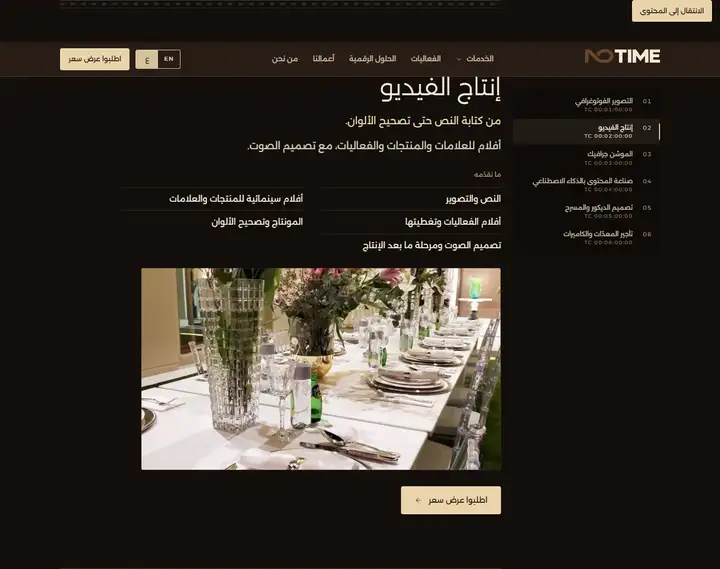 الانتقال إلى المحتوى
NOTIME
الخدمات
الفعاليات
الحلول الرقمية
أعمالنا
من نحن
EN
ع
اطلبوا عرض سعر
01 التصوير الفوتوغرافي
TC 00:01:00:00
02 إنتاج الفيديو
TC 00:02:00:00
03 الموشن جرافيك
TC 00:03:00:00
04 صناعة المحتوى بالذكاء الاصطناعي
TC 00:04:00:00
05 تصميم الديكور والمسرح
TC 00:05:00:00
06 تأجير المعدّات والكاميرات
TC 00:06:00:00
إنتاج الفيديو
من كتابة النص حتى تصحيح الألوان.
أفلام للعلامات والمنتجات والفعاليات، مع تصميم الصوت.
ما نقدّمه
النص والتصوير
أفلام سينمائية للمنتجات والعلامات
أفلام الفعاليات وتغطيتها
المونتاج وتصحيح الألوان
تصميم الصوت ومرحلة ما بعد الإنتاج
اطلبوا عرض سعر ←